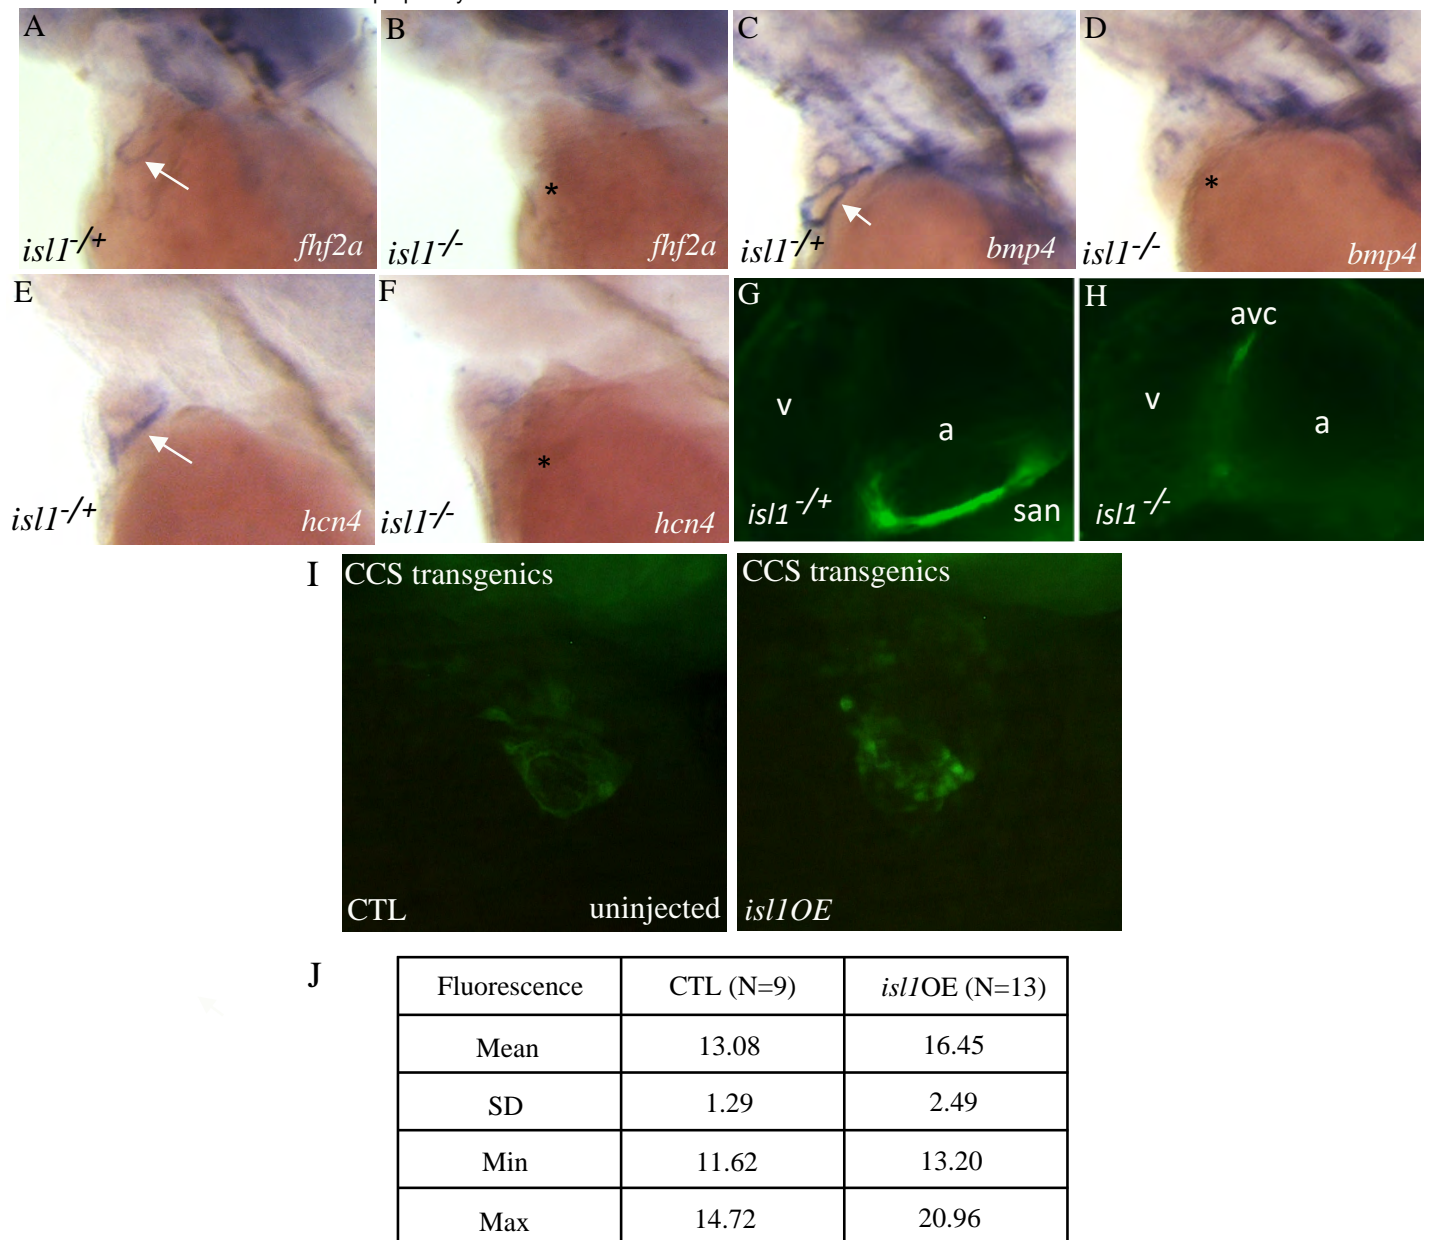 A
isl1-/+
fhf2a
B
*
isl1-/-
fhf2a
C
isl1-/+
bmp4
D
*
isl1-/-
bmp4
E
isl1-/+
hcn4
F
*
isl1-/-
hcn4
G
v
a
san
isl1-/+
H
avc
v
a
isl1-/-
I
CCS transgenics
CTL uninjected
CCS transgenics
isl1OE
J
Fluorescence CTL (N=9) isl1OE (N=13)
Mean 13.08 16.45
SD 1.29 2.49
Min 11.62 13.20
Max 14.72 20.96